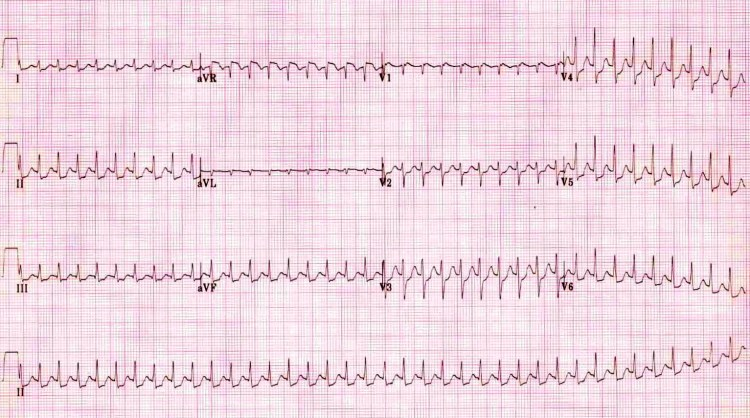 I aVR V1 V4
II aVL V2 V5
III aVF V3 V6
II